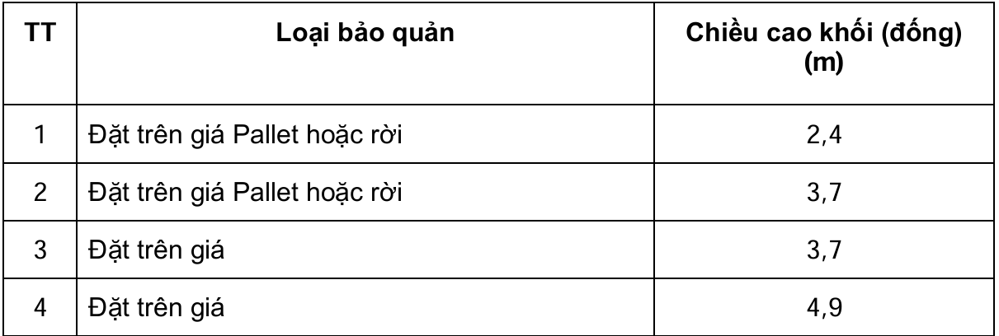 TT Loại bảo quản Chiều cao khối (đống)
(m)
1 Đặt trên giá Pallet hoặc rời 2,4
2 Đặt trên giá Pallet hoặc rời 3,7
3 Đặt trên giá 3,7
4 Đặt trên giá 4,9